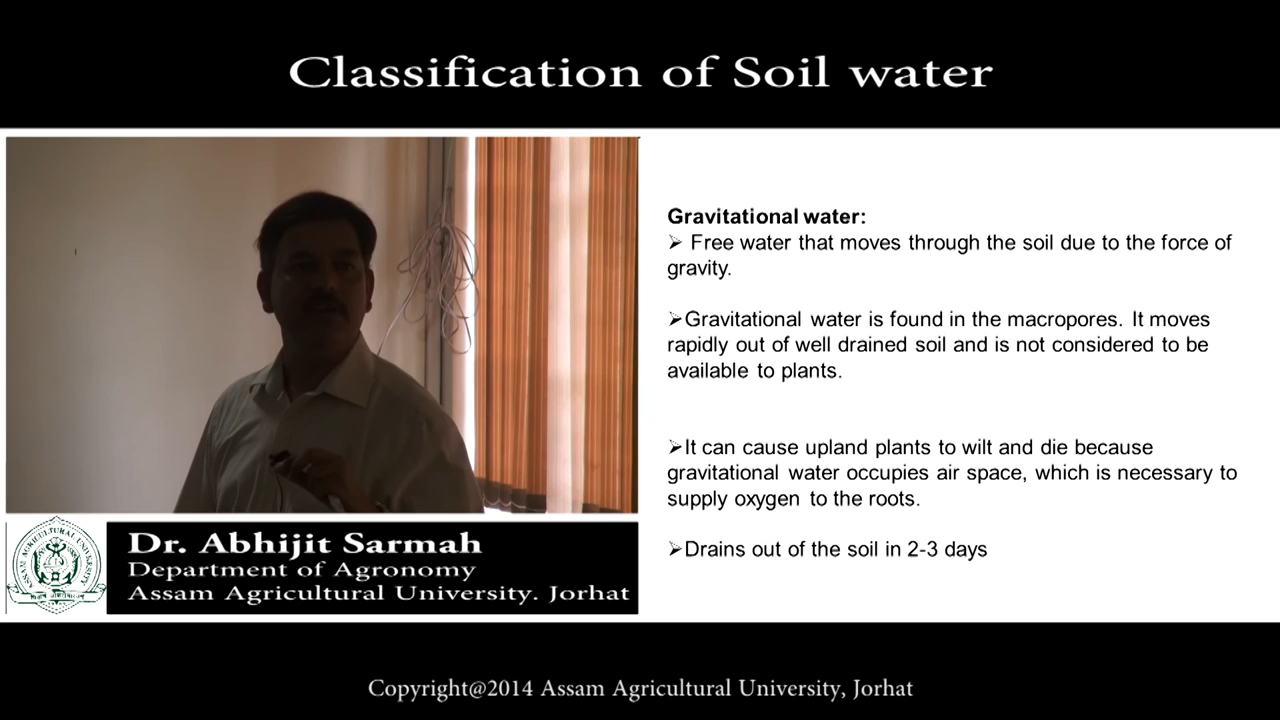 Classification of Soil water
Gravitational water:
➢ Free water that moves through the soil due to the force of
gravity.
➢Gravitational water is found in the macropores. It moves
rapidly out of well drained soil and is not considered to be
available to plants.
➢It can cause upland plants to wilt and die because
gravitational water occupies air space, which is necessary to
supply oxygen to the roots.
➢Drains out of the soil in 2-3 days
ASSAM AGRICULTURAL UNIVERSITY
Dr. Abhijit Sarmah
Department of Agronomy
Assam Agricultural University. Jorhat
Copyright@2014 Assam Agricultural University, Jorhat